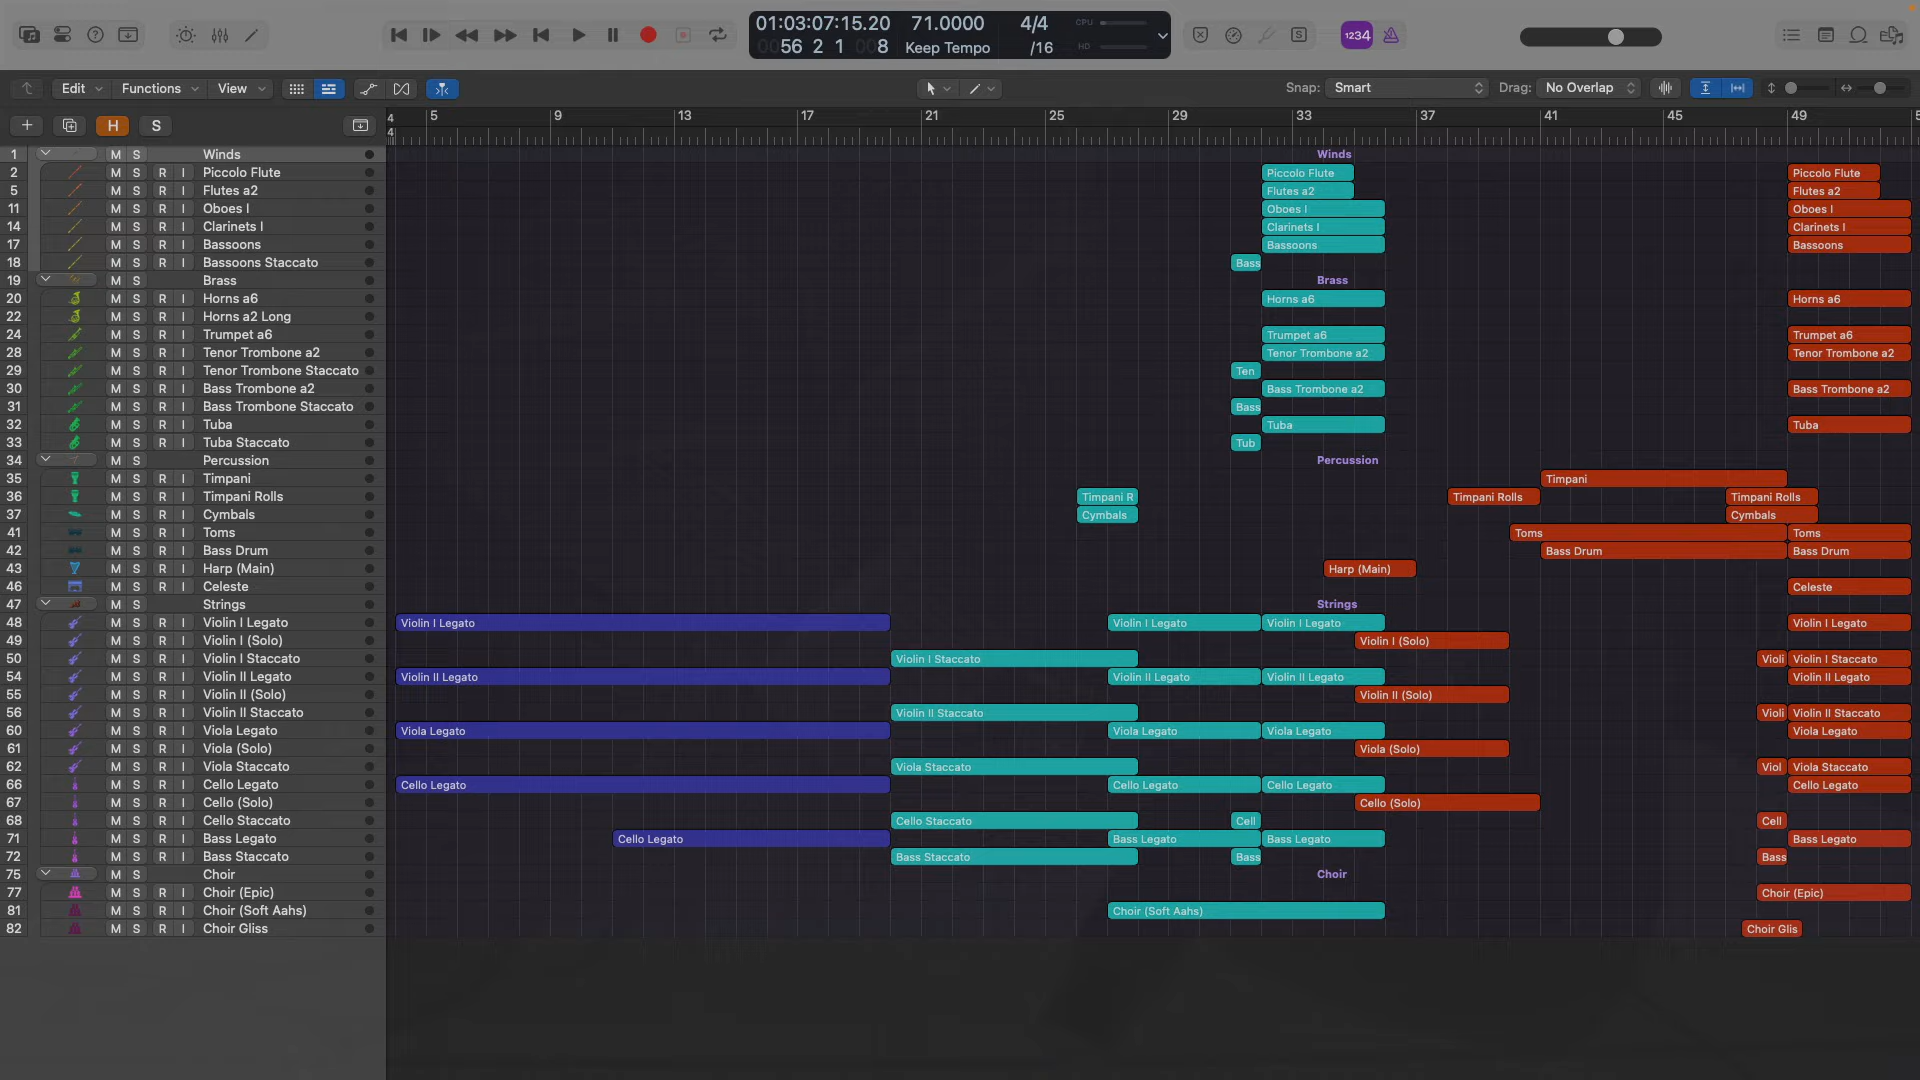 01:03:07:15.20 71.0000 4/4 CPU
0056 2 1 008 Keep Tempo /16 HD
1234
Edit Functions View Snap: Smart Drag: No Overlap
H S 4 4 5 9 13 17 21 25 29 33 37 41 45 49
1 M S Winds Winds
2 M S R I Piccolo Flute Piccolo Flute Piccolo Flute
5 M S R I Flutes a2 Flutes a2 Flutes a2
11 M S R I Oboes I Oboes I Oboes I
14 M S R I Clarinets I Clarinets I Clarinets I
17 M S R I Bassoons Bassoons Bassoons
18 M S R I Bassoons Staccato Bass
19 M S Brass Brass
20 M S R I Horns a6 Horns a6 Horns a6
22 M S R I Horns a2 Long
24 M S R I Trumpet a6 Trumpet a6 Trumpet a6
28 M S R I Tenor Trombone a2 Tenor Trombone a2 Tenor Trombone a2
29 M S R I Tenor Trombone Staccato Ten
30 M S R I Bass Trombone a2 Bass Trombone a2 Bass Trombone a2
31 M S R I Bass Trombone Staccato Bass
32 M S R I Tuba Tuba Tuba
33 M S R I Tuba Staccato Tub
34 M S Percussion Percussion
35 M S R I Timpani Timpani
36 M S R I Timpani Rolls Timpani R Timpani Rolls Timpani Rolls
37 M S R I Cymbals Cymbals Cymbals
41 M S R I Toms Toms Toms
42 M S R I Bass Drum Bass Drum Bass Drum
43 M S R I Harp (Main) Harp (Main)
46 M S R I Celeste Celeste
47 M S Strings Strings
48 M S R I Violin I Legato Violin I Legato Violin I Legato Violin I Legato Violin I Legato
49 M S R I Violin I (Solo) Violin I (Solo)
50 M S R I Violin I Staccato Violin I Staccato Violi Violin I Staccato
54 M S R I Violin II Legato Violin II Legato Violin II Legato Violin II Legato Violin II Legato
55 M S R I Violin II (Solo) Violin II (Solo)
56 M S R I Violin II Staccato Violin II Staccato Violi Violin II Staccato
60 M S R I Viola Legato Viola Legato Viola Legato Viola Legato Viola Legato
61 M S R I Viola (Solo) Viola (Solo)
62 M S R I Viola Staccato Viola Staccato Viol Viola Staccato
66 M S R I Cello Legato Cello Legato Cello Legato Cello Legato Cello Legato
67 M S R I Cello (Solo) Cello (Solo)
68 M S R I Cello Staccato Cello Staccato Cell Cell
71 M S R I Bass Legato Cello Legato Bass Legato Bass Legato Bass Legato
72 M S R I Bass Staccato Bass Staccato Bass Bass
75 M S Choir Choir
77 M S R I Choir (Epic) Choir (Epic)
81 M S R I Choir (Soft Aahs) Choir (Soft Aahs)
82 M S R I Choir Gliss Choir Glis